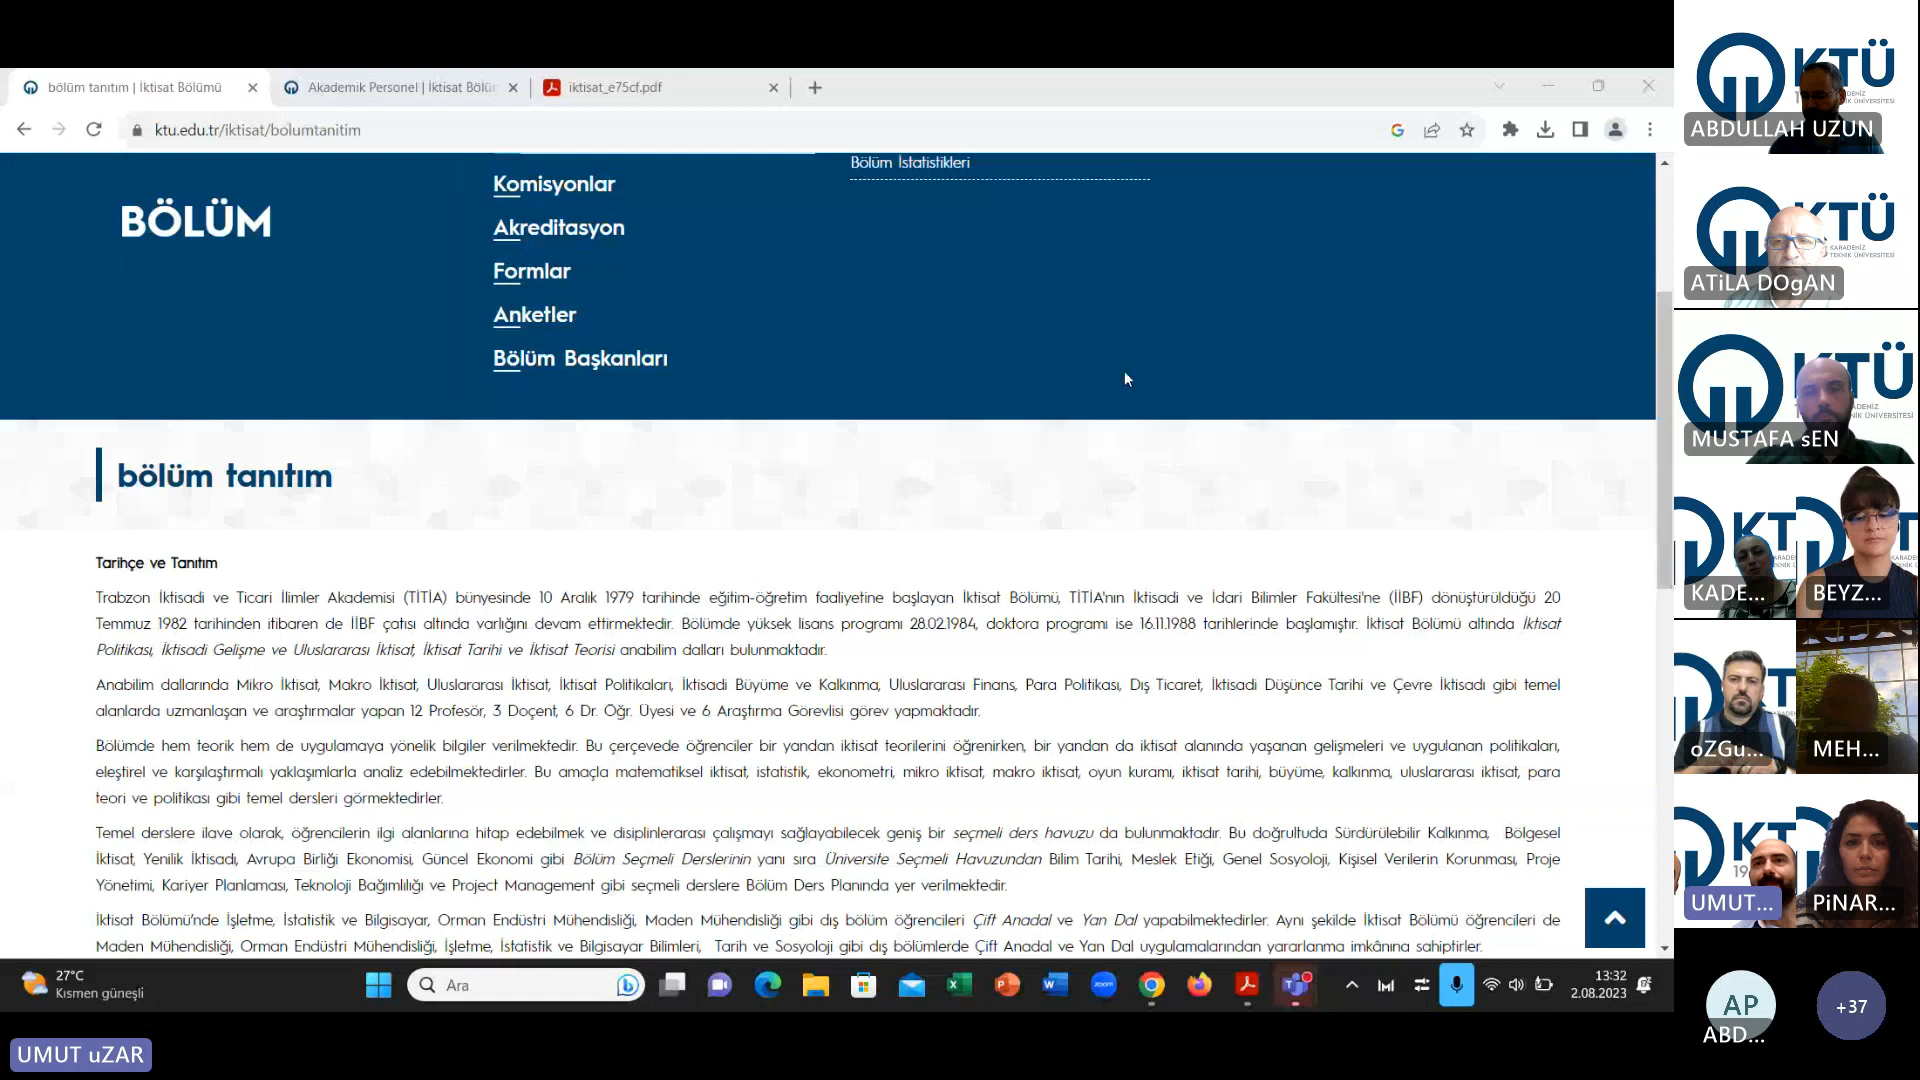 bölüm tanıtım | İktisat Bölümü
Akademik Personel | İktisat Bölü
iktisat_e75cf.pdf
ktu.edu.tr/iktisat/bolumtanitim
BÖLÜM
Bölüm İstatistikleri
Komisyonlar
Akreditasyon
Formlar
Anketler
Bölüm Başkanları
bölüm tanıtım
Tarihçe ve Tanıtım
Trabzon İktisadi ve Ticari İlimler Akademisi (TİTİA) bünyesinde 10 Aralık 1979 tarihinde eğitim-öğretim faaliyetine başlayan İktisat Bölümü, TİTİA'nın İktisadi ve İdari Bilimler Fakültesi'ne (İİBF) dönüştürüldüğü 20
Temmuz 1982 tarihinden itibaren de İİBF çatısı altında varlığını devam ettirmektedir. Bölümde yüksek lisans programı 28.02.1984, doktora programı ise 16.11.1988 tarihlerinde başlamıştır. İktisat Bölümü altında İktisat
Politikası, İktisadi Gelişme ve Uluslararası İktisat, İktisat Tarihi ve İktisat Teorisi anabilim dalları bulunmaktadır.
Anabilim dallarında Mikro İktisat, Makro İktisat, Uluslararası İktisat, İktisat Politikaları, İktisadi Büyüme ve Kalkınma, Uluslararası Finans, Para Politikası, Dış Ticaret, İktisadi Düşünce Tarihi ve Çevre İktisadı gibi temel
alanlarda uzmanlaşan ve araştırmalar yapan 12 Profesör, 3 Doçent, 6 Dr. Öğr. Üyesi ve 6 Araştırma Görevlisi görev yapmaktadır.
Bölümde hem teorik hem de uygulamaya yönelik bilgiler verilmektedir. Bu çerçevede öğrenciler bir yandan iktisat teorilerini öğrenirken, bir yandan da iktisat alanında yaşanan gelişmeleri ve uygulanan politikaları,
eleştirel ve karşılaştırmalı yaklaşımlarla analiz edebilmektedirler. Bu amaçla matematiksel iktisat, istatistik, ekonometri, mikro iktisat, makro iktisat, oyun kuramı, iktisat tarihi, büyüme, kalkınma, uluslararası iktisat, para
teori ve politikası gibi temel dersleri görmektedirler.
Temel derslere ilave olarak, öğrencilerin ilgi alanlarına hitap edebilmek ve disiplinlerarası çalışmayı sağlayabilecek geniş bir seçmeli ders havuzu da bulunmaktadır. Bu doğrultuda Sürdürülebilir Kalkınma, Bölgesel
İktisat, Yenilik İktisadı, Avrupa Birliği Ekonomisi, Güncel Ekonomi gibi Bölüm Seçmeli Derslerinin yanı sıra Üniversite Seçmeli Havuzundan Bilim Tarihi, Meslek Etiği, Genel Sosyoloji, Kişisel Verilerin Korunması, Proje
Yönetimi, Kariyer Planlaması, Teknoloji Bağımlılığı ve Project Management gibi seçmeli derslere Bölüm Ders Planında yer verilmektedir.
İktisat Bölümü'nde İşletme, İstatistik ve Bilgisayar, Orman Endüstri Mühendisliği, Maden Mühendisliği gibi dış bölüm öğrencileri Çift Anadal ve Yan Dal yapabilmektedirler. Aynı şekilde İktisat Bölümü öğrencileri de
Maden Mühendisliği, Orman Endüstri Mühendisliği, İşletme, İstatistik ve Bilgisayar Bilimleri, Tarih ve Sosyoloji gibi dış bölümlerde Çift Anadal ve Yan Dal uygulamalarından yararlanma imkânına sahiptirler.
27°C
Kısmen güneşli
Ara
13:32
2.08.2023
UMUT uZAR
KTÜ
ABDULLAH UZUN
KTÜ
KARADENİZ
TEKNİK ÜNİVERSİTESİ
ATiLA DOgAN
KTÜ
MUSTAFA sEN
KADE...
BEYZ...
oZGu...
MEH...
UMUT...
PiNAR...
AP
ABD...
+37